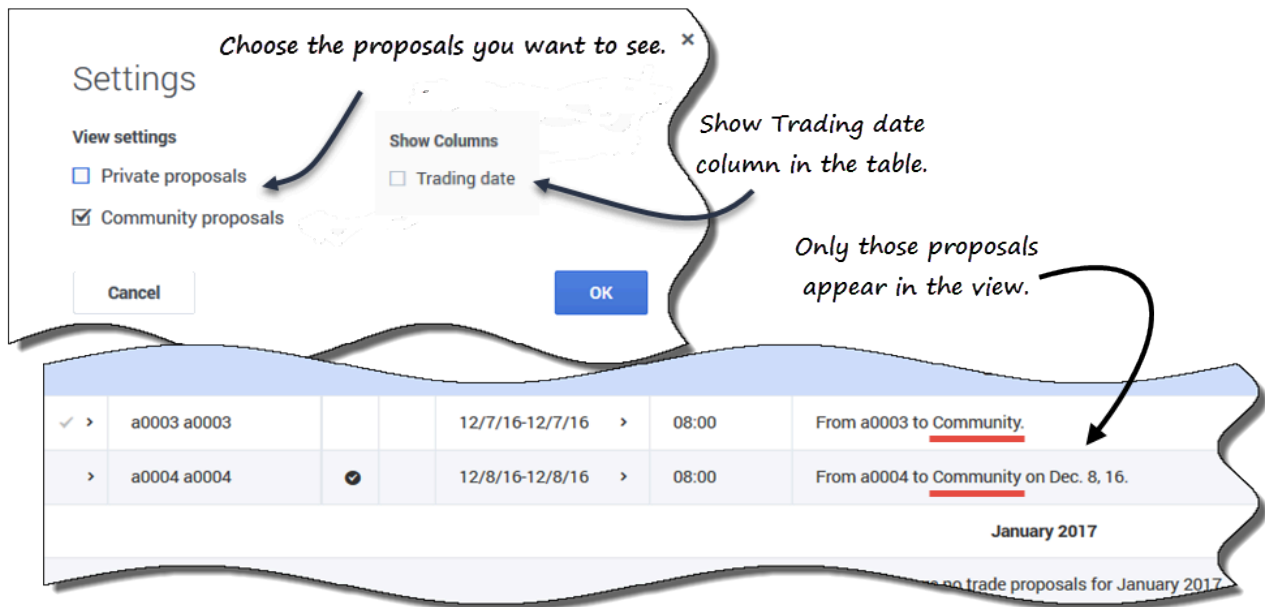 Choose the proposals you want to see.
Settings
View settings
Private proposals
Community proposals
Show Columns
Trading date
Show Trading date
column in the table.
Cancel
OK
Only those proposals
appear in the view.
a0003 a0003 12/7/16-12/7/16 08:00 From a0003 to Community.
a0004 a0004 12/8/16-12/8/16 08:00 From a0004 to Community on Dec. 8, 16.
January 2017
no trade proposals for January 2017